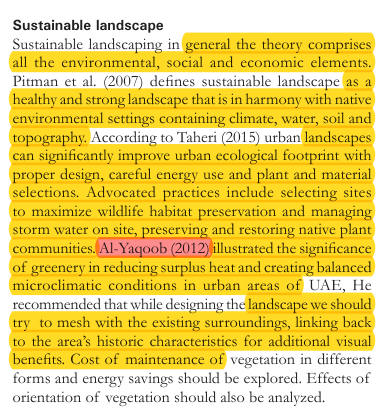 Sustainable landscape
Sustainable landscaping in general the theory comprises
all the environmental, social and economic elements.
Pitman et al. (2007) defines sustainable landscape as a
healthy and strong landscape that is in harmony with native
environmental settings containing climate, water, soil and
topography. According to Taheri (2015) urban landscapes
can significantly improve urban ecological footprint with
proper design, careful energy use and plant and material
selections. Advocated practices include selecting sites
to maximize wildlife habitat preservation and managing
storm water on site, preserving and restoring native plant
communities. Al-Yaqoob (2012) illustrated the significance
of greenery in reducing surplus heat and creating balanced
microclimatic conditions in urban areas of UAE, He
recommended that while designing the landscape we should
try to mesh with the existing surroundings, linking back
to the area's historic characteristics for additional visual
benefits. Cost of maintenance of vegetation in different
forms and energy savings should be explored. Effects of
orientation of vegetation should also be analyzed.